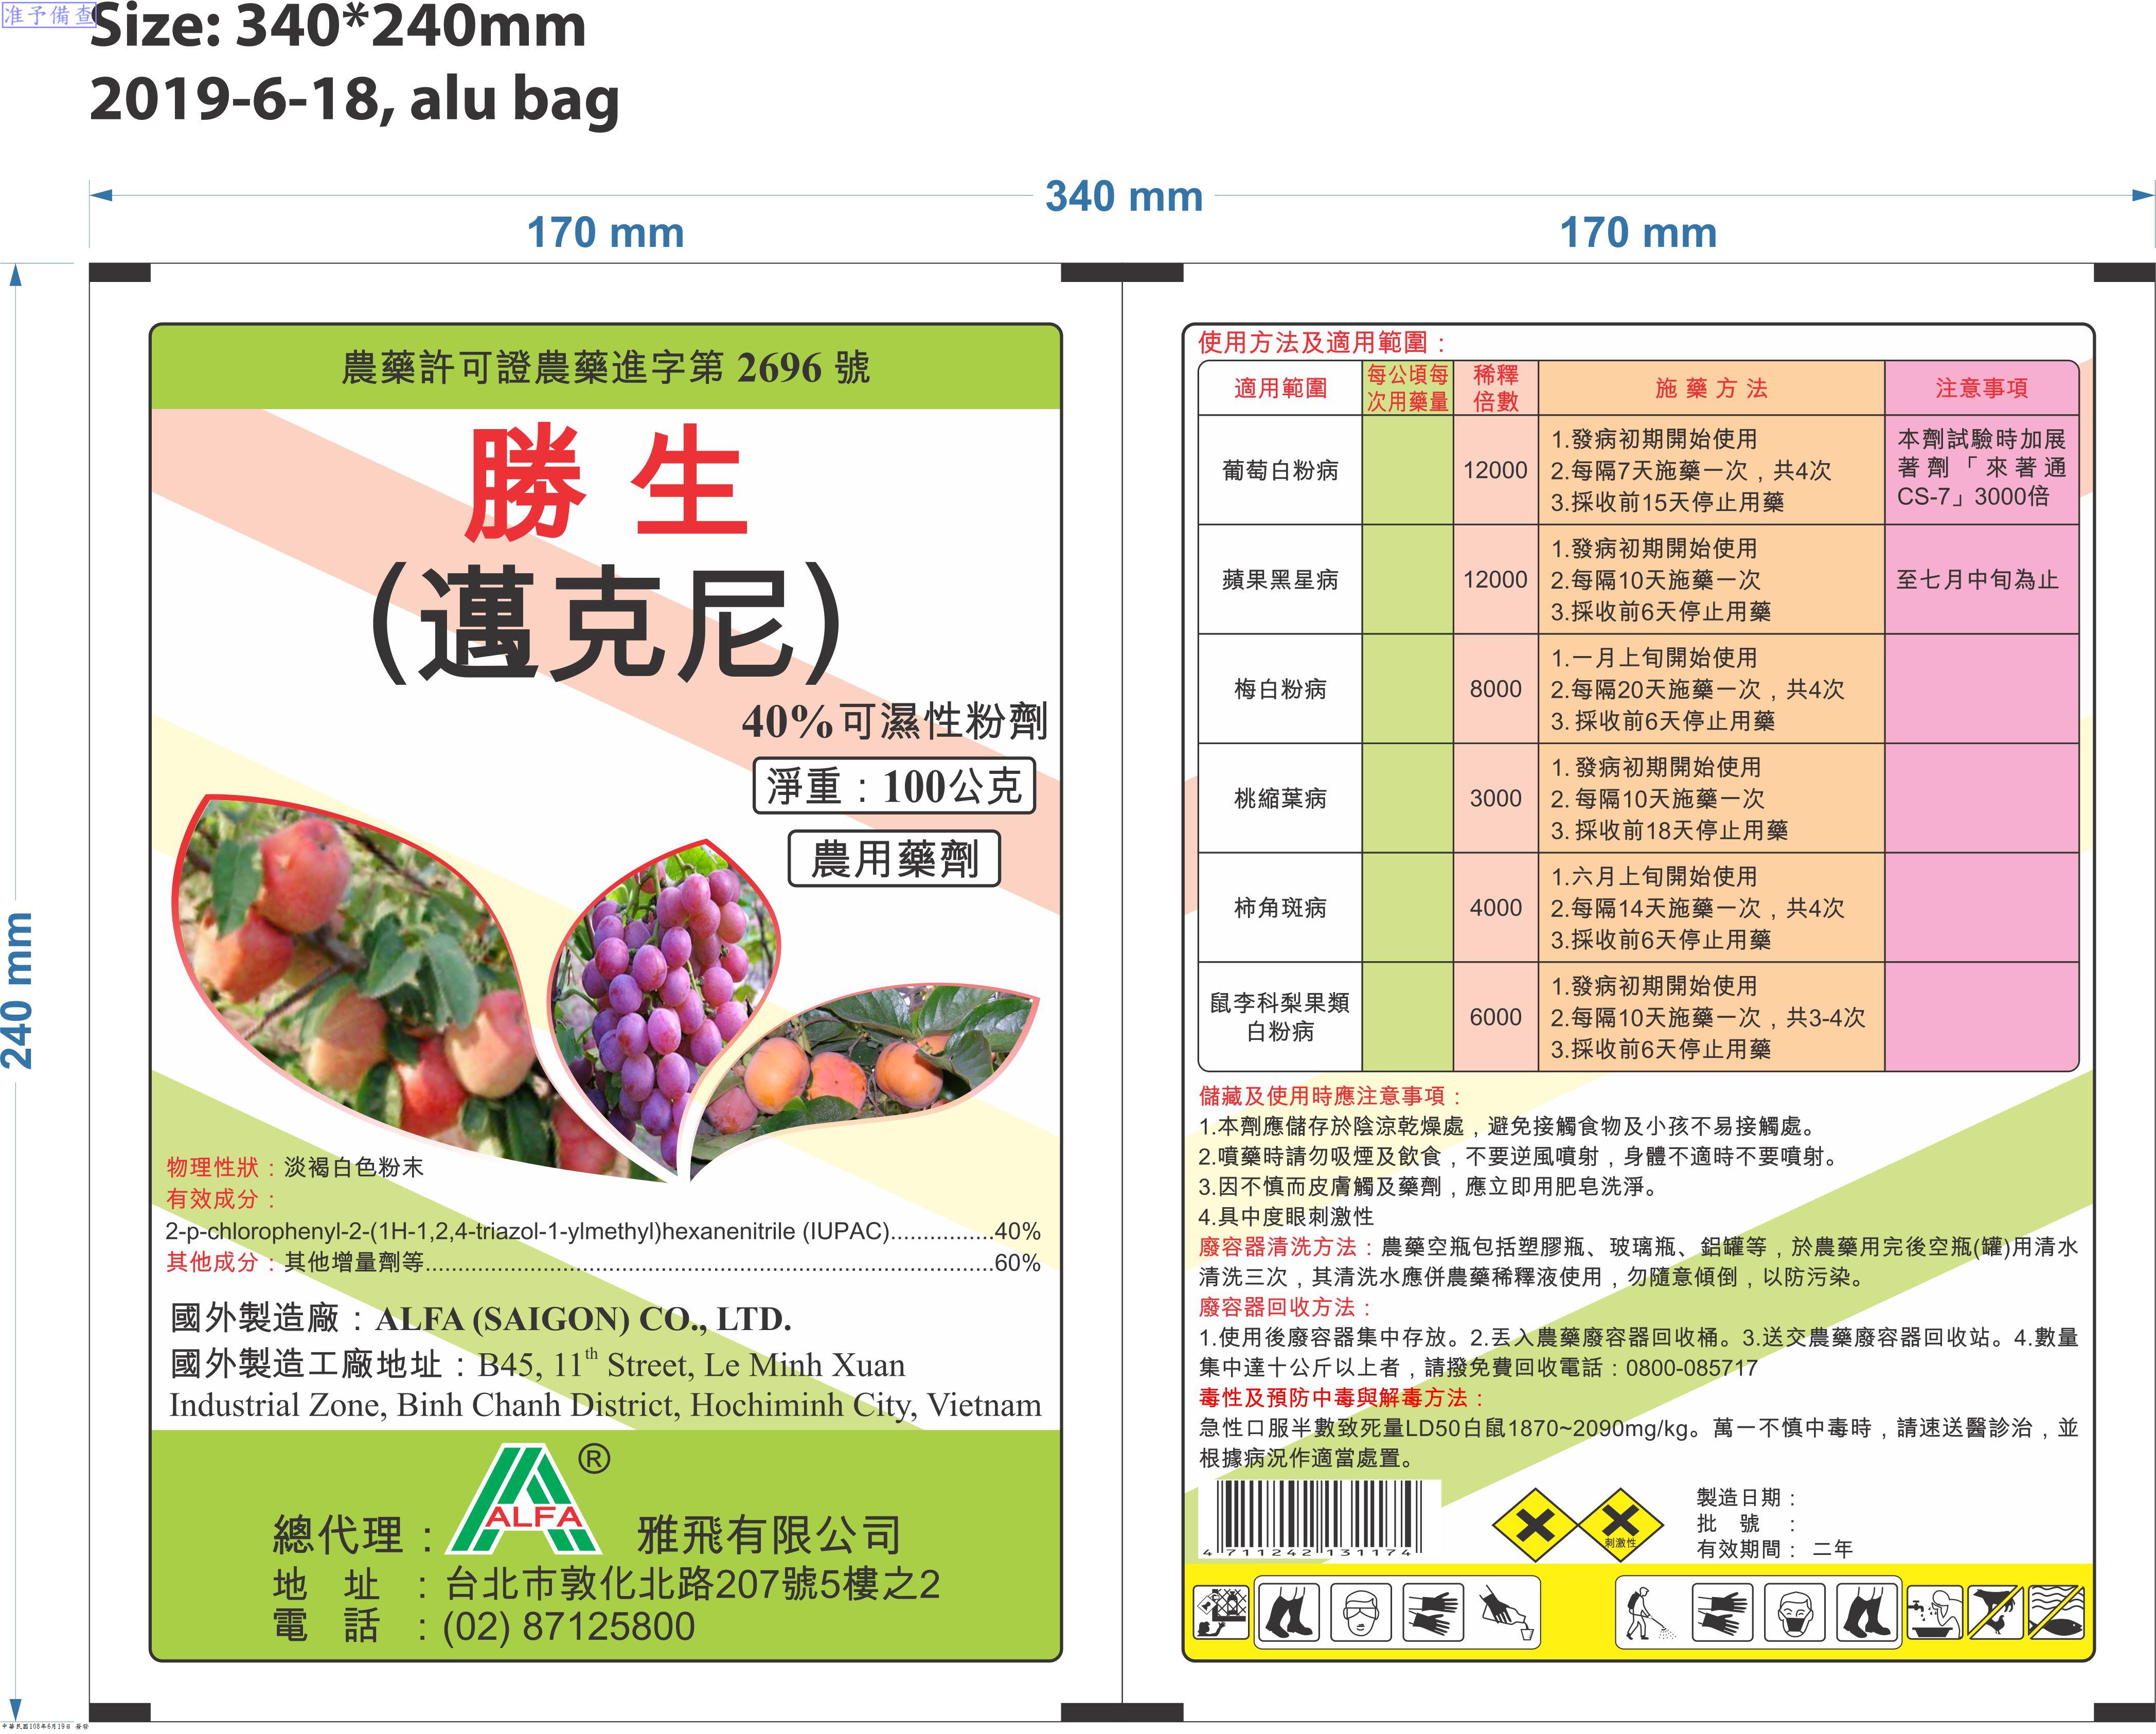 准予備查
Size: 340*240mm
2019-6-18, alu bag
340 mm
170 mm
170 mm
240 mm
農藥許可證農藥進字第 2696 號
勝生
(邁克尼)
40%可濕性粉劑
淨重：100公克
農用藥劑
物理性狀：淡褐白色粉末
有效成分：
2-p-chlorophenyl-2-(1H-1,2,4-triazol-1-ylmethyl)hexanenitrile (IUPAC)................40%
其他成分：其他增量劑等........................................................................................60%
國外製造廠：ALFA (SAIGON) CO., LTD.
國外製造工廠地址：B45, 11th Street, Le Minh Xuan
Industrial Zone, Binh Chanh District, Hochiminh City, Vietnam
ALFA ®
總代理： 雅飛有限公司
地 址 ：台北市敦化北路207號5樓之2
電 話 ：(02) 87125800
使用方法及適用範圍：
適用範圍 每公頃每次用藥量 稀釋倍數 施藥方法 注意事項
葡萄白粉病 12000
1.發病初期開始使用
2.每隔7天施藥一次，共4次
3.採收前15天停止用藥
本劑試驗時加展
著劑「來著通
CS-7」3000倍
蘋果黑星病 12000
1.發病初期開始使用
2.每隔10天施藥一次
3.採收前6天停止用藥
至七月中旬為止
梅白粉病 8000
1.一月上旬開始使用
2.每隔20天施藥一次，共4次
3.採收前6天停止用藥
桃縮葉病 3000
1.發病初期開始使用
2.每隔10天施藥一次
3.採收前18天停止用藥
柿角斑病 4000
1.六月上旬開始使用
2.每隔14天施藥一次，共4次
3.採收前6天停止用藥
鼠李科梨果類
白粉病
6000
1.發病初期開始使用
2.每隔10天施藥一次，共3-4次
3.採收前6天停止用藥
儲藏及使用時應注意事項：
1.本劑應儲存於陰涼乾燥處，避免接觸食物及小孩不易接觸處。
2.噴藥時請勿吸煙及飲食，不要逆風噴射，身體不適時不要噴射。
3.因不慎而皮膚觸及藥劑，應立即用肥皂洗淨。
4.具中度眼刺激性
廢容器清洗方法：農藥空瓶包括塑膠瓶、玻璃瓶、鋁罐等，於農藥用完後空瓶(罐)用清水
清洗三次，其清洗水應併農藥稀釋液使用，勿隨意傾倒，以防污染。
廢容器回收方法：
1.使用後廢容器集中存放。2.丟入農藥廢容器回收桶。3.送交農藥廢容器回收站。4.數量
集中達十公斤以上者，請撥免費回收電話：0800-085717
毒性及預防中毒與解毒方法：
急性口服半數致死量LD50白鼠1870~2090mg/kg。萬一不慎中毒時，請速送醫診治，並
根據病況作適當處置。
4 711242 131174
刺激性
製造日期：
批 號 ：
有效期間： 二年
中華民國108年6月19日